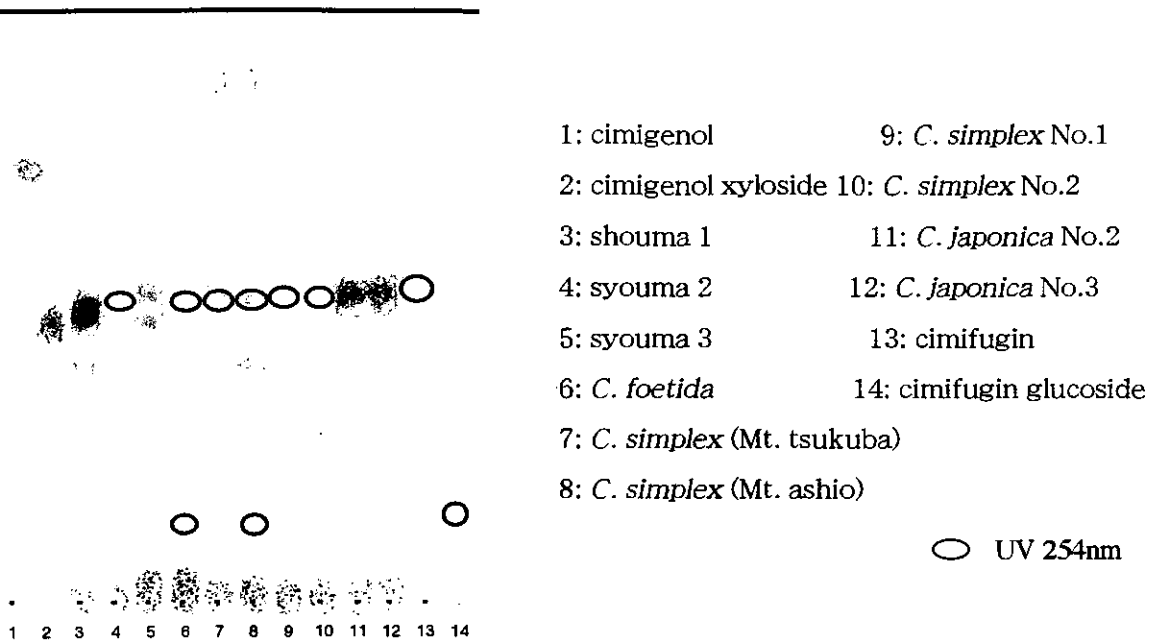 1: cimigenol 9: C. simplex No.1
2: cimigenol xyloside 10: C. simplex No.2
3: shouma 1 11: C. japonica No.2
4: syouma 2 12: C. japonica No.3
5: syouma 3 13: cimifugin
6: C. foetida 14: cimifugin glucoside
7: C. simplex (Mt. tsukuba)
8: C. simplex (Mt. ashio)
UV 254nm
1 2 3 4 5 6 7 8 9 10 11 12 13 14